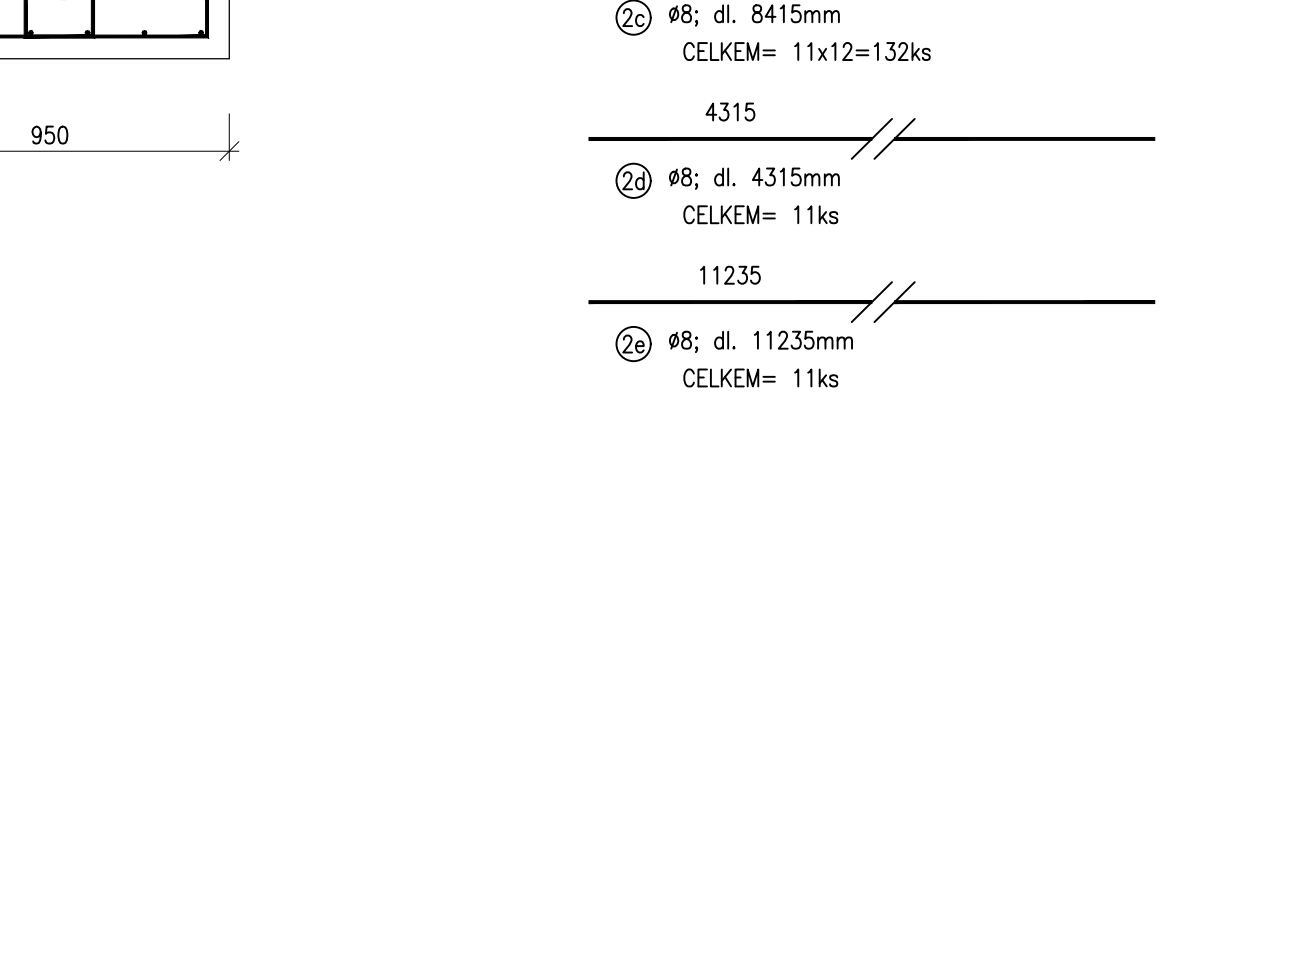 2c ø8; dl. 8415mm
CELKEM= 11x12=132ks
950
4315
2d ø8; dl. 4315mm
CELKEM= 11ks
11235
2e ø8; dl. 11235mm
CELKEM= 11ks